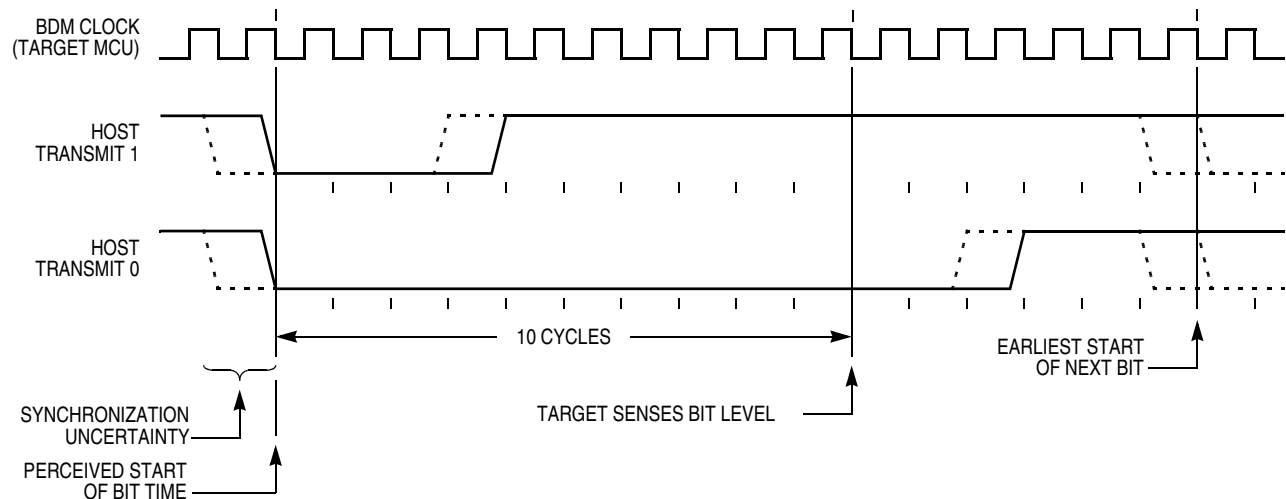 BDM CLOCK
(TARGET MCU)
HOST
TRANSMIT 1
HOST
TRANSMIT 0
10 CYCLES
EARLIEST START
OF NEXT BIT
SYNCHRONIZATION
UNCERTAINTY
TARGET SENSES BIT LEVEL
PERCEIVED START
OF BIT TIME